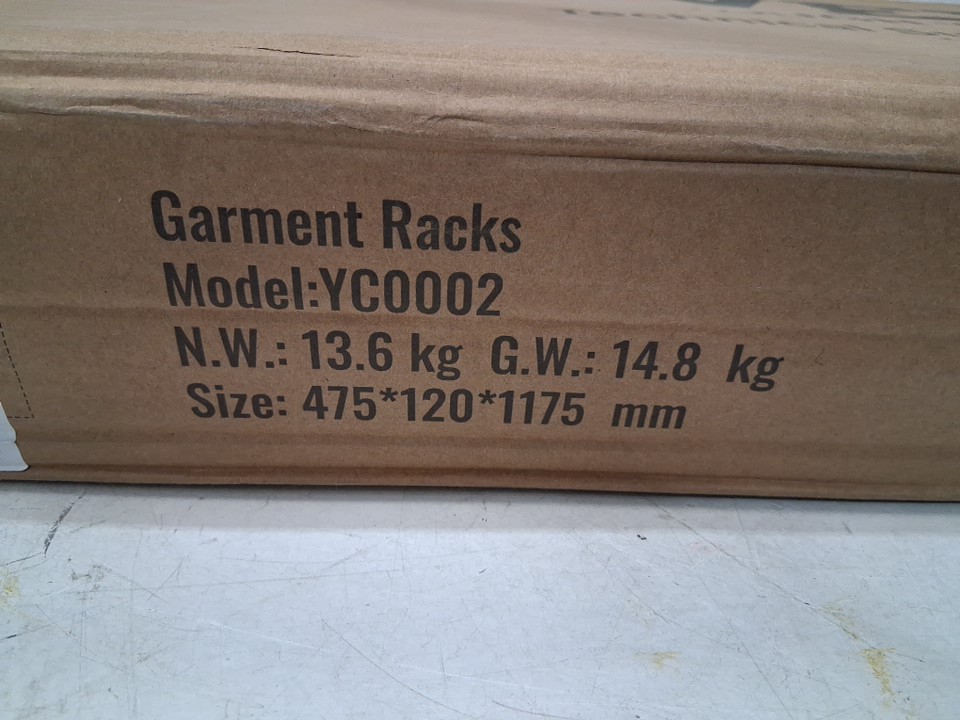 Garment Racks
Model:YC0002
N.W.: 13.6 kg G.W.: 14.8 kg
Size: 475*120*1175 mm